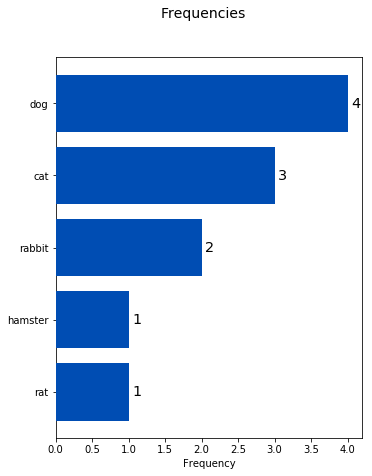 Frequencies
dog 4
cat 3
rabbit 2
hamster 1
rat 1
0.0 0.5 1.0 1.5 2.0 2.5 3.0 3.5 4.0
Frequency